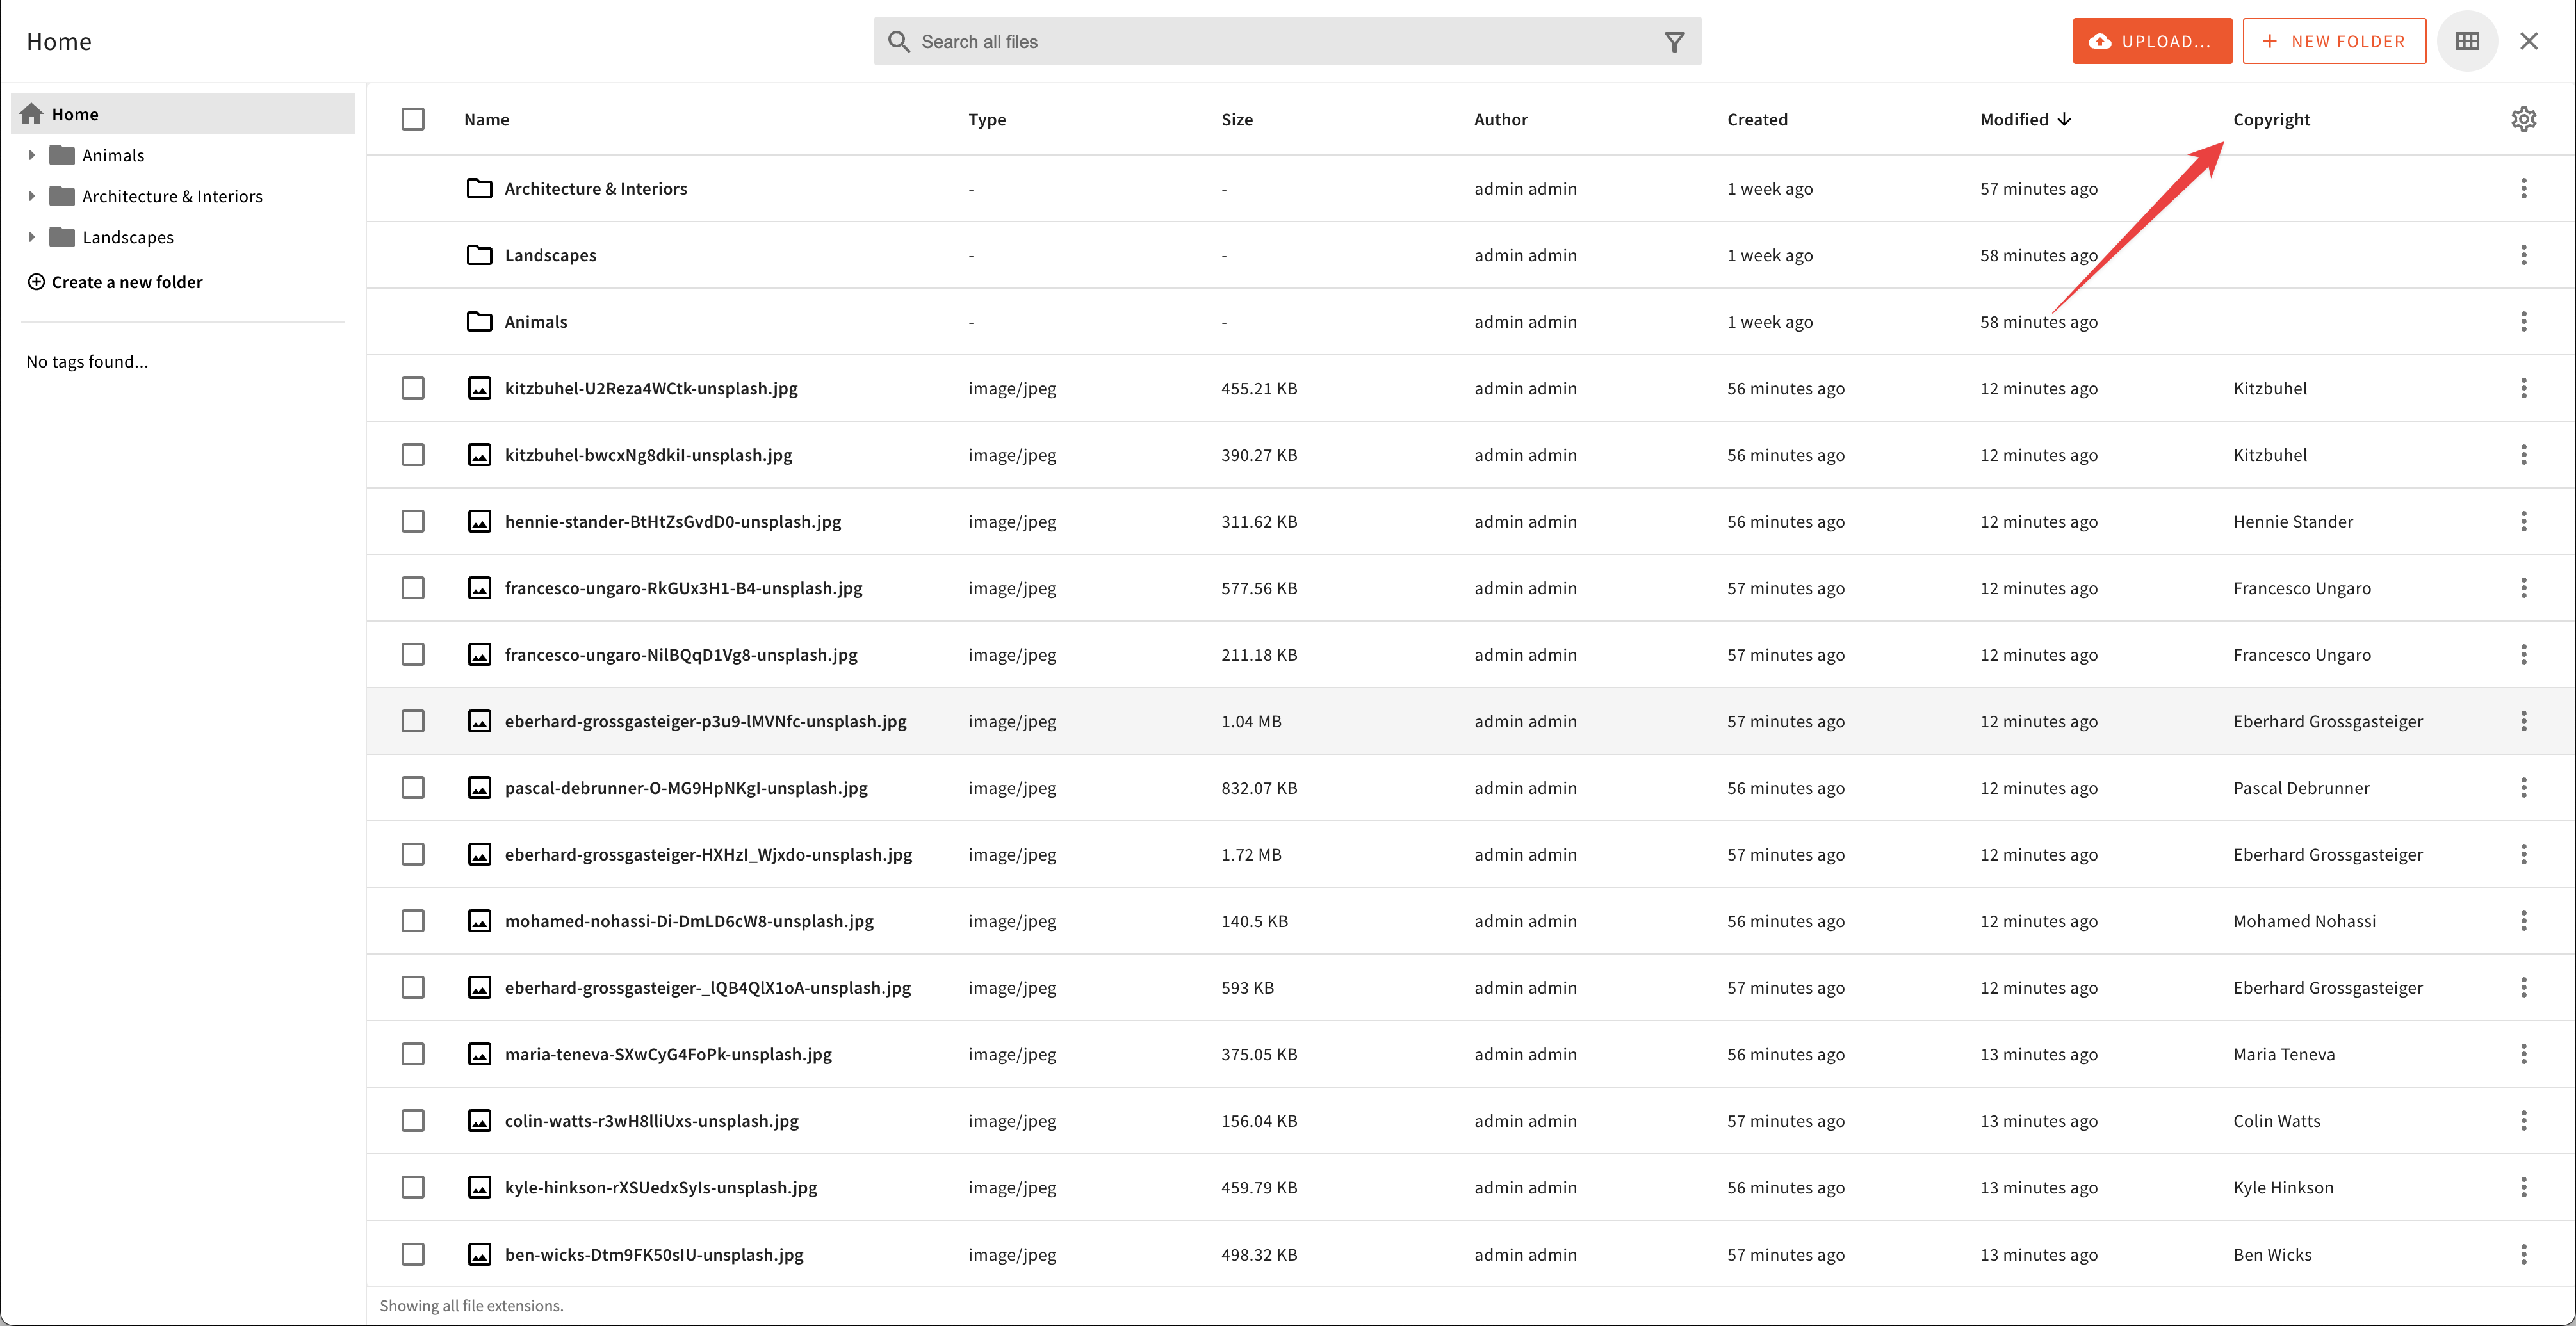 Home
Search all files
UPLOAD...
NEW FOLDER
Home
Animals
Architecture & Interiors
Landscapes
Create a new folder
No tags found...
Name Type Size Author Created Modified Copyright
Architecture & Interiors - - admin admin 1 week ago 57 minutes ago
Landscapes - - admin admin 1 week ago 58 minutes ago
Animals - - admin admin 1 week ago 58 minutes ago
kitzbuhel-U2Reza4WCtk-unsplash.jpg image/jpeg 455.21 KB admin admin 56 minutes ago 12 minutes ago Kitzbuhel
kitzbuhel-bwcxNg8dkiI-unsplash.jpg image/jpeg 390.27 KB admin admin 56 minutes ago 12 minutes ago Kitzbuhel
hennie-stander-BtHtZsGvdD0-unsplash.jpg image/jpeg 311.62 KB admin admin 56 minutes ago 12 minutes ago Hennie Stander
francesco-ungaro-RkGUx3H1-B4-unsplash.jpg image/jpeg 577.56 KB admin admin 57 minutes ago 12 minutes ago Francesco Ungaro
francesco-ungaro-NilBQqD1Vg8-unsplash.jpg image/jpeg 211.18 KB admin admin 57 minutes ago 12 minutes ago Francesco Ungaro
eberhard-grossgasteiger-p3u9-lMVNfc-unsplash.jpg image/jpeg 1.04 MB admin admin 57 minutes ago 12 minutes ago Eberhard Grossgasteiger
pascal-debrunner-O-MG9HpNKgI-unsplash.jpg image/jpeg 832.07 KB admin admin 56 minutes ago 12 minutes ago Pascal Debrunner
eberhard-grossgasteiger-HXHzI_Wjxdo-unsplash.jpg image/jpeg 1.72 MB admin admin 57 minutes ago 12 minutes ago Eberhard Grossgasteiger
mohamed-nohassi-Di-DmLD6cW8-unsplash.jpg image/jpeg 140.5 KB admin admin 56 minutes ago 12 minutes ago Mohamed Nohassi
eberhard-grossgasteiger-_lQB4QlX1oA-unsplash.jpg image/jpeg 593 KB admin admin 57 minutes ago 12 minutes ago Eberhard Grossgasteiger
maria-teneva-SXwCyG4FoPk-unsplash.jpg image/jpeg 375.05 KB admin admin 56 minutes ago 13 minutes ago Maria Teneva
colin-watts-r3wH8lliUxs-unsplash.jpg image/jpeg 156.04 KB admin admin 57 minutes ago 13 minutes ago Colin Watts
kyle-hinkson-rXSUedxSyIs-unsplash.jpg image/jpeg 459.79 KB admin admin 56 minutes ago 13 minutes ago Kyle Hinkson
ben-wicks-Dtm9FK50sIU-unsplash.jpg image/jpeg 498.32 KB admin admin 57 minutes ago 13 minutes ago Ben Wicks
Showing all file extensions.